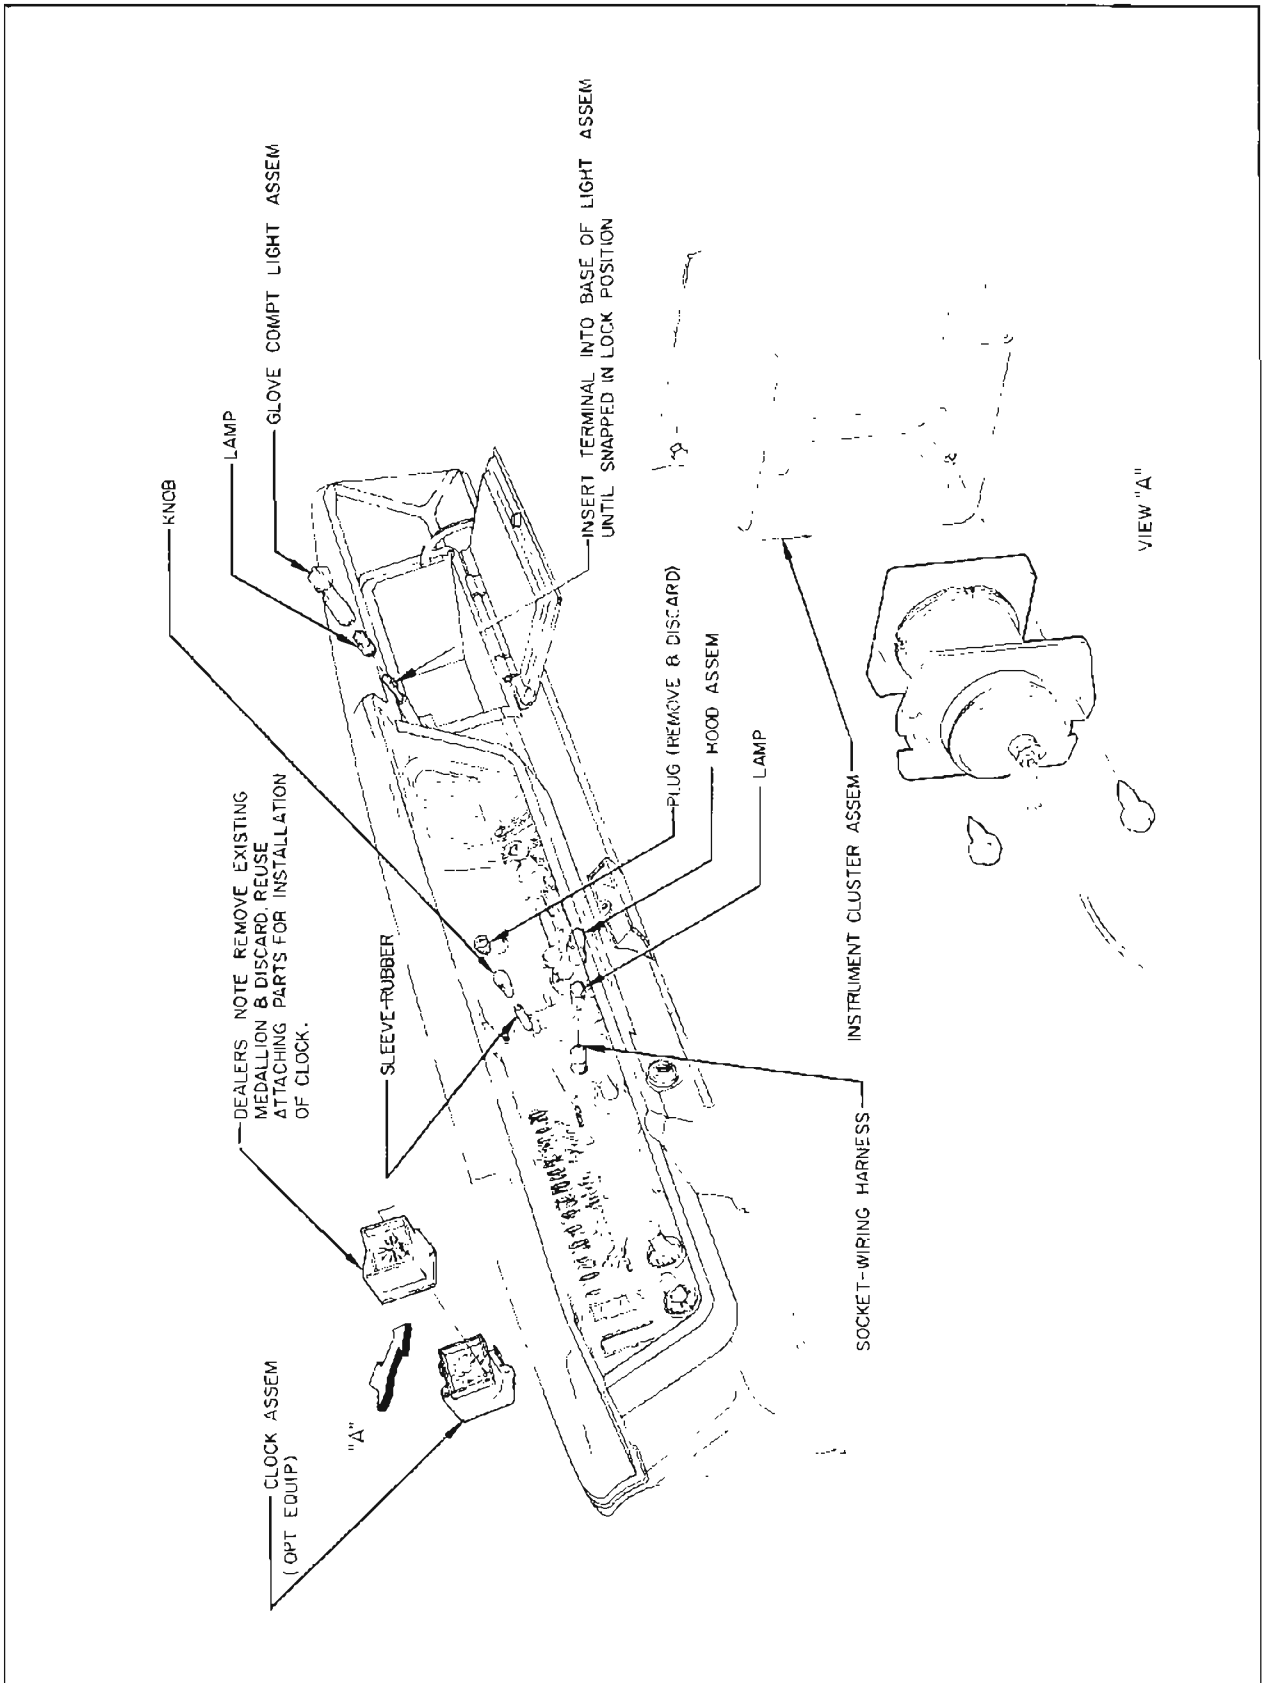 CLOCK ASSEM
(OPT EQUIP)
"A"
DEALERS NOTE REMOVE EXISTING
MEDALLION & DISCARD, REUSE
ATTACHING PARTS FOR INSTALLATION
OF CLOCK.
SLEEVE-RUBBER
KNOB
LAMP
GLOVE COMPT LIGHT ASSEM
INSERT TERMINAL INTO BASE OF LIGHT ASSEM
UNTIL SNAPPED IN LOCK POSITION
PLUG (REMOVE & DISCARD)
HOOD ASSEM
LAMP
INSTRUMENT CLUSTER ASSEM
SOCKET-WIRING HARNESS
VIEW "A"